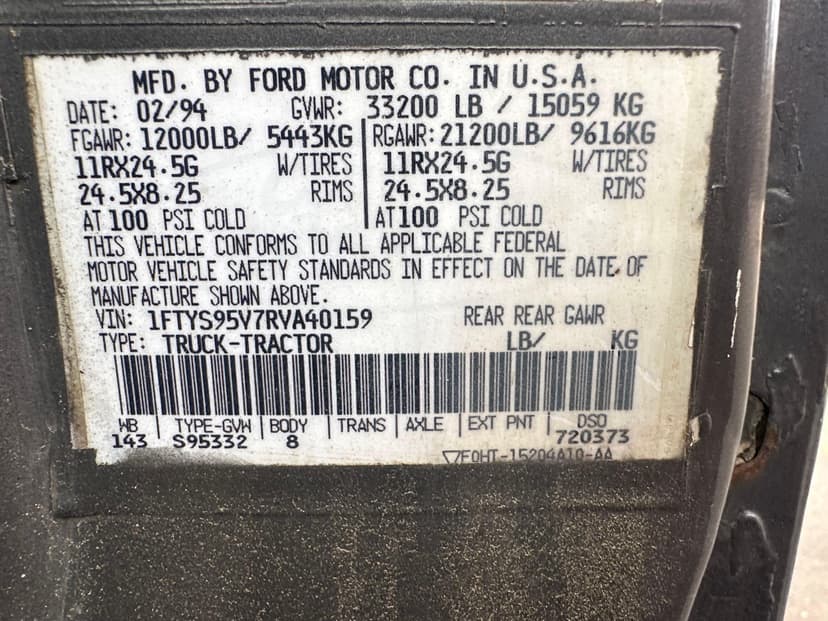 MFD. BY FORD MOTOR CO. IN U.S.A.
DATE: 02/94 GVWR: 33200 LB / 15059 KG
FGAWR: 12000LB/ 5443KG RGAWR: 21200LB/ 9616KG
11RX24.5G W/TIRES 11RX24.5G W/TIRES
24.5X8.25 RIMS 24.5X8.25 RIMS
AT 100 PSI COLD AT 100 PSI COLD
THIS VEHICLE CONFORMS TO ALL APPLICABLE FEDERAL
MOTOR VEHICLE SAFETY STANDARDS IN EFFECT ON THE DATE OF
MANUFACTURE SHOWN ABOVE.
VIN: 1FTYS95V7RVA40159 REAR REAR GAWR
TYPE: TRUCK-TRACTOR LB/ KG
WB TYPE-GVW BODY TRANS AXLE EXT PNT DSO
143 S95332 8 720373
F0HT-15204A10-AA